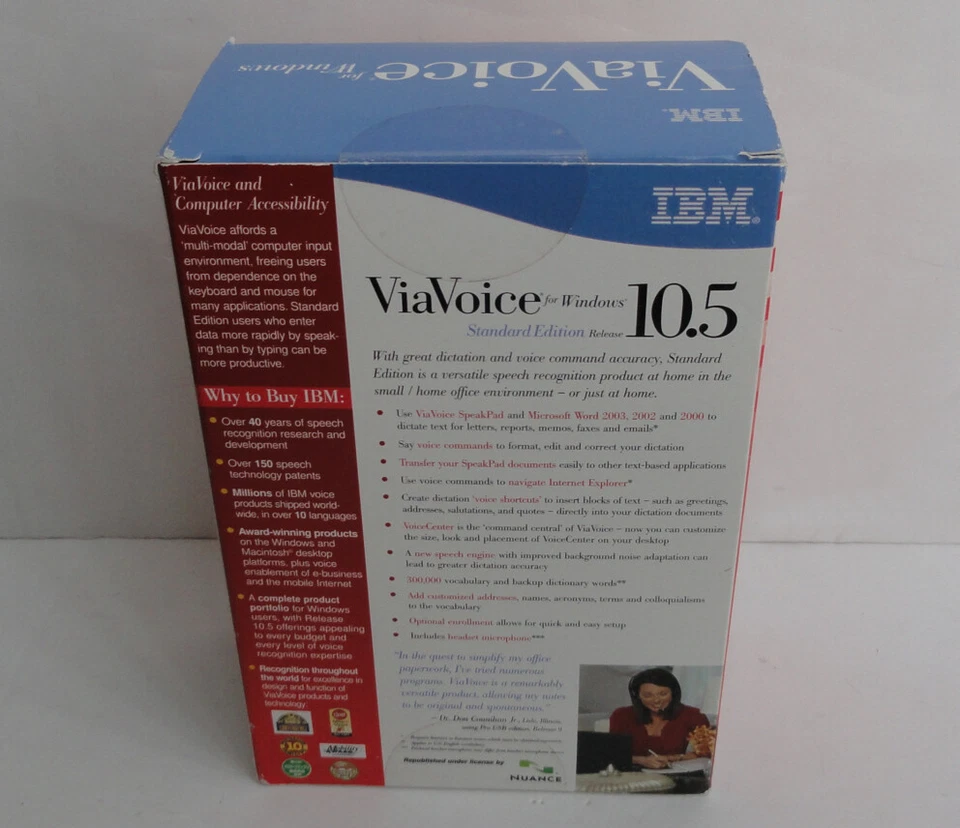 ViaVoice for Windows
IBM
ViaVoice and
Computer Accessibility
ViaVoice affords a
'multi-modal' computer input
environment, freeing users
from dependence on the
keyboard and mouse for
many applications. Standard
Edition users who enter
data more rapidly by speak-
ing than by typing can be
more productive.
Why to Buy IBM:
• Over 40 years of speech
recognition research and
development
• Over 150 speech
technology patents
• Millions of IBM voice
products shipped world-
wide, in over 10 languages
• Award-winning products
on the Windows and
Macintosh® desktop
platforms, plus voice
enablement of e-business
and the mobile Internet
• A complete product
portfolio for Windows
users, with Release
10.5 offerings appealing
to every budget and
every level of voice
recognition expertise
• Recognition throughout
the world for excellence in
design and function of
ViaVoice products and
technology
IBM®
ViaVoice® for Windows® 10.5
Standard Edition Release
With great dictation and voice command accuracy, Standard
Edition is a versatile speech recognition product at home in the
small / home office environment – or just at home.
• Use ViaVoice SpeakPad and Microsoft Word 2003, 2002 and 2000 to
dictate text for letters, reports, memos, faxes and emails*
• Say voice commands to format, edit and correct your dictation
• Transfer your SpeakPad documents easily to other text-based applications
• Use voice commands to navigate Internet Explorer*
• Create dictation 'voice shortcuts' to insert blocks of text – such as greetings,
addresses, salutations, and quotes – directly into your dictation documents
• VoiceCenter is the 'command central' of ViaVoice – now you can customize
the size, look and placement of VoiceCenter on your desktop
• A new speech engine with improved background noise adaptation can
lead to greater dictation accuracy
• 300,000 vocabulary and backup dictionary words**
• Add customized addresses, names, acronyms, terms and colloquialisms
to the vocabulary
• Optional enrollment allows for quick and easy setup
• Includes headset microphone***
"In the quest to simplify my office
paperwork, I've tried numerous
programs. ViaVoice is a remarkably
versatile product, allowing my notes
to be original and spontaneous."
– Dr. Don Jr., Illinois,
using Pro USB edition, Release 8
Republished under license by
NUANCE